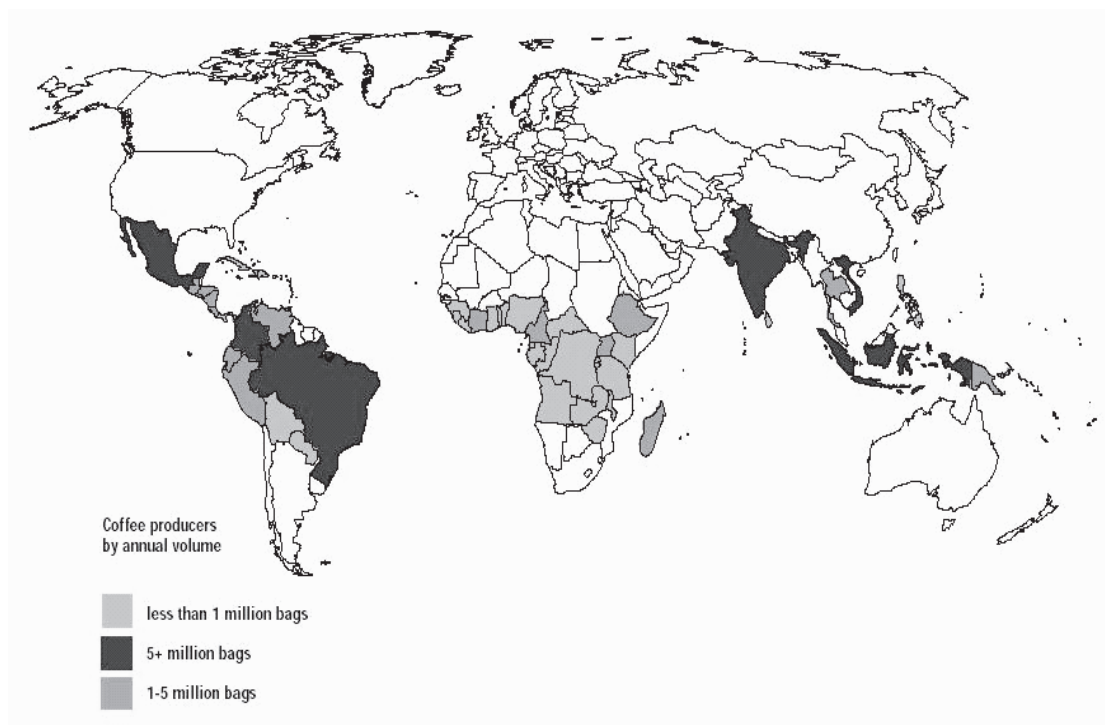 Coffee producers
by annual volume
less than 1 million bags
5+ million bags
1-5 million bags